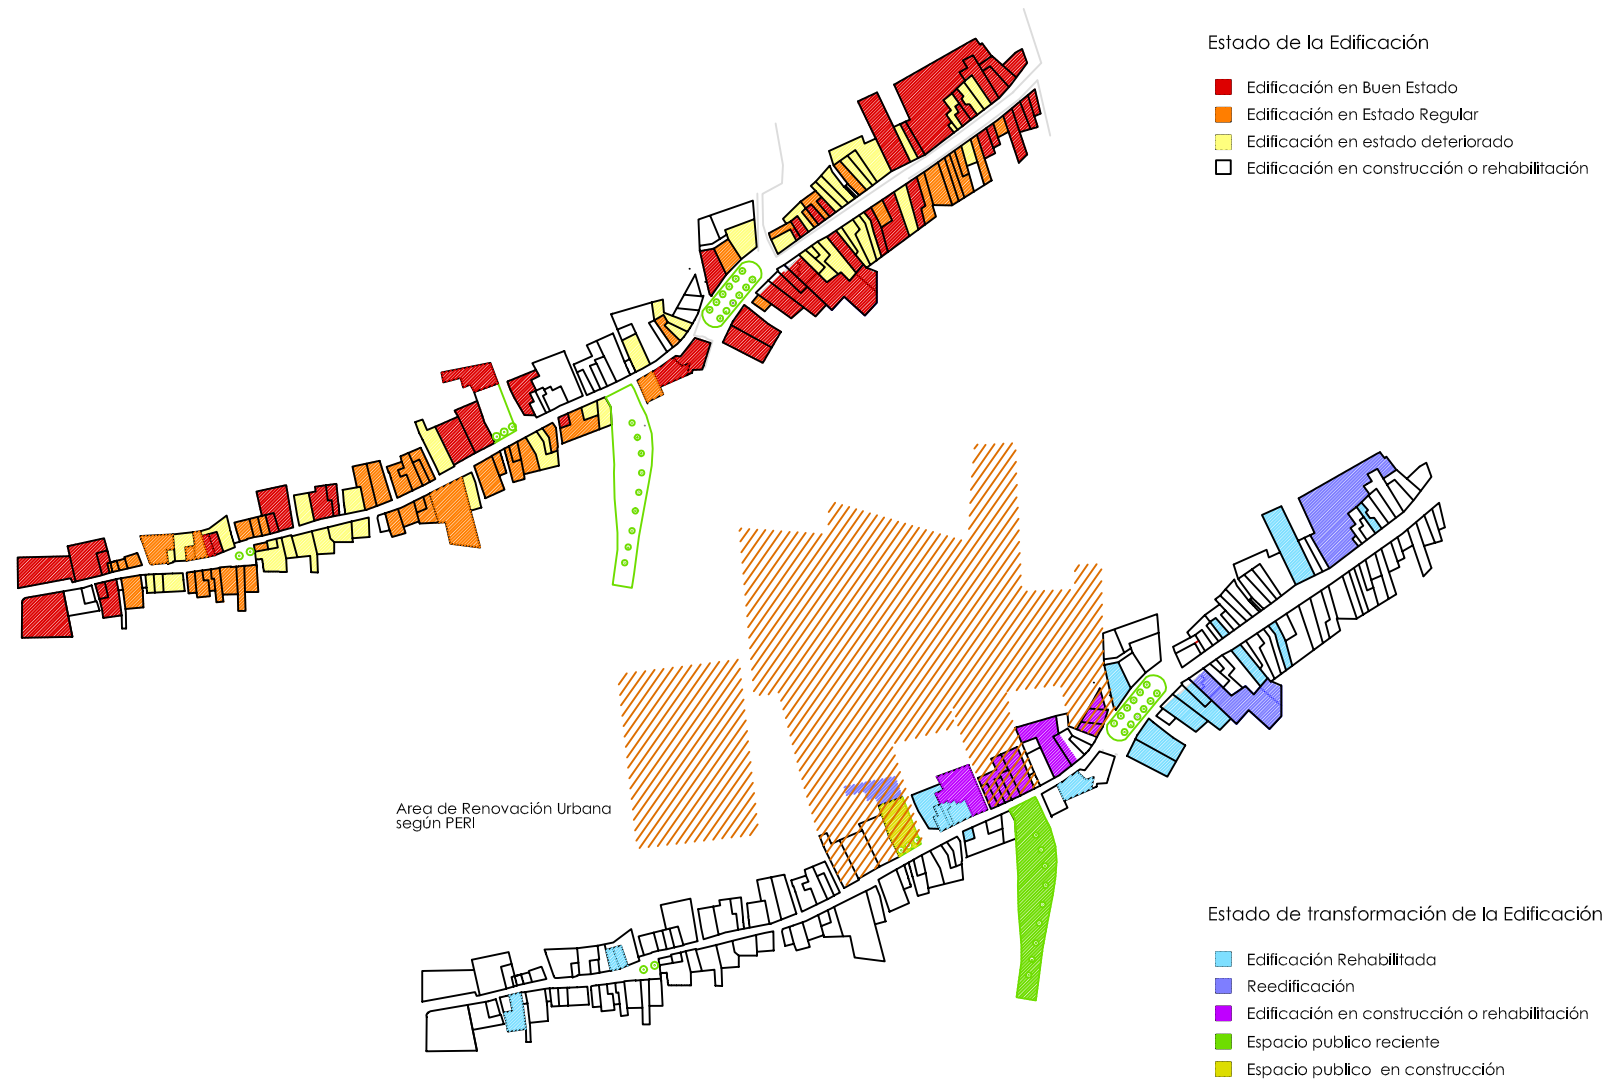 Estado de la Edificación
Edificación en Buen Estado
Edificación en Estado Regular
Edificación en estado deteriorado
Edificación en construcción o rehabilitación
Area de Renovación Urbana
según PERI
Estado de transformación de la Edificación
Edificación Rehabilitada
Reedificación
Edificación en construcción o rehabilitación
Espacio publico reciente
Espacio publico en construcción